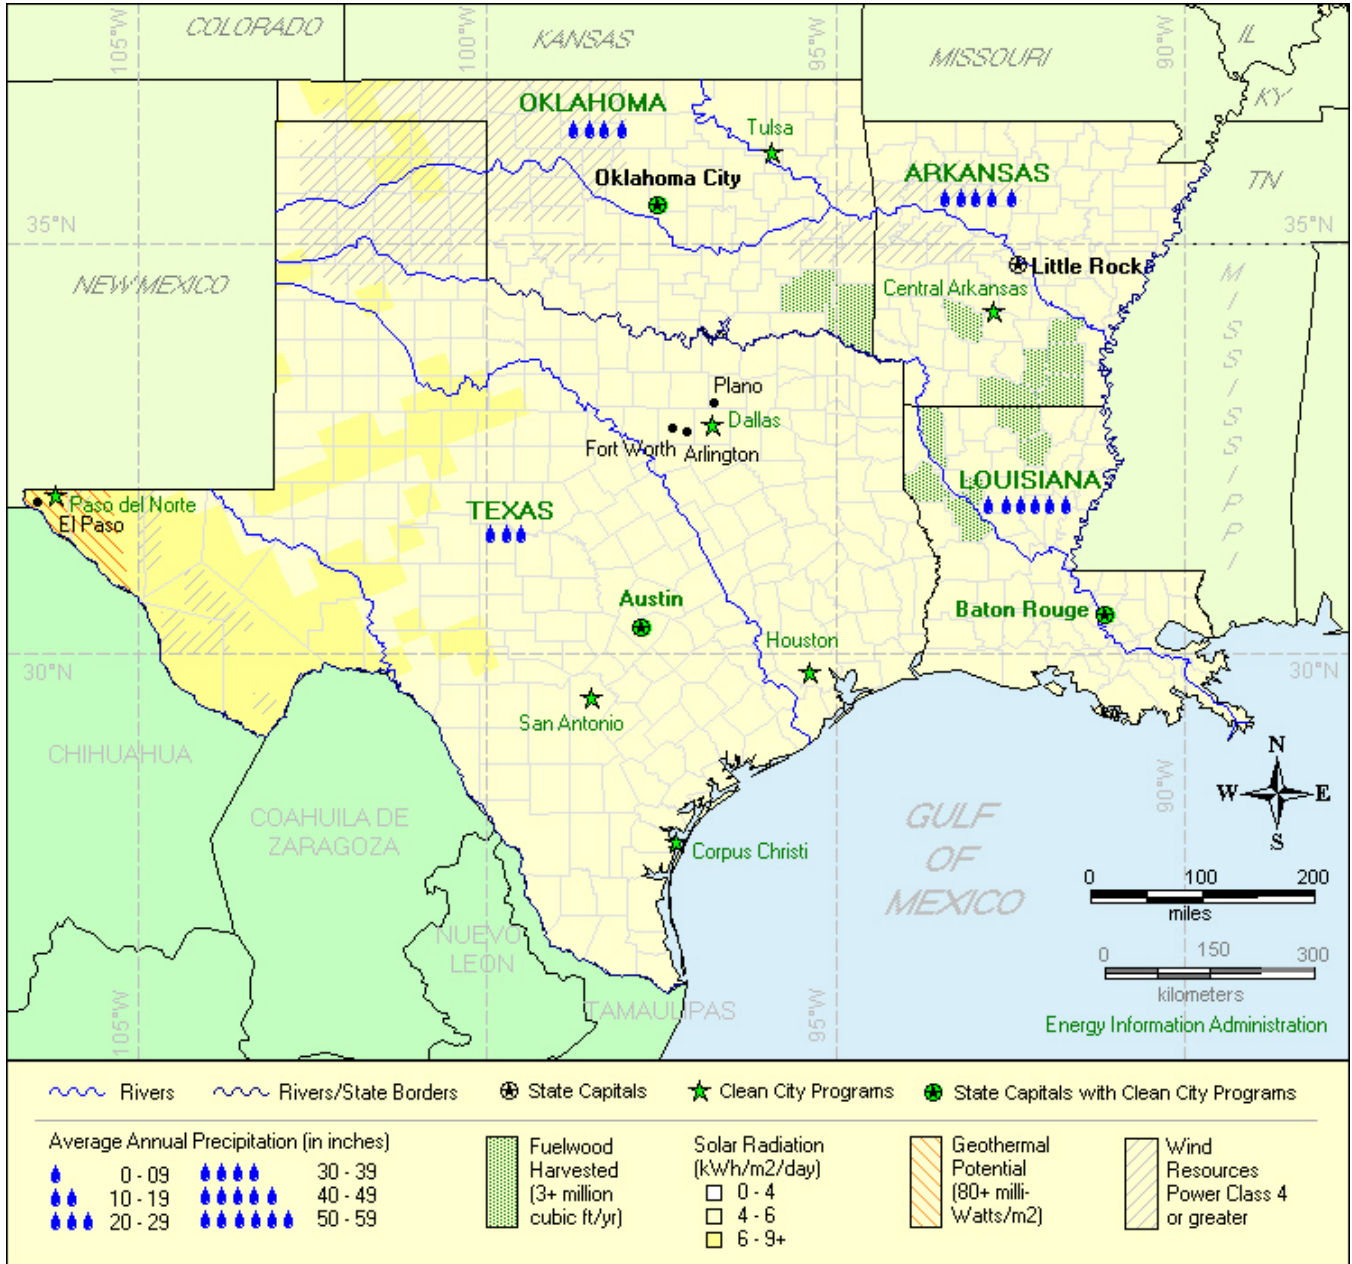 COLORADO
KANSAS
MISSOURI
IL
KY
TN
105°W
100°W
95°W
90°W
OKLAHOMA
Tulsa
Oklahoma City
ARKANSAS
35°N
35°N
NEW MEXICO
Little Rock
Central Arkansas
MISSISSIPPI
Plano
Dallas
Fort Worth
Arlington
LOUISIANA
Paso del Norte
El Paso
TEXAS
Austin
Baton Rouge
Houston
30°N
30°N
San Antonio
CHIHUAHUA
COAHUILA DE
ZARAGOZA
Corpus Christi
GULF
OF
MEXICO
N
W
E
S
90°W
0 100 200
miles
NUEVO
LEON
0 150 300
kilometers
TAMAULIPAS
105°W
95°W
Energy Information Administration
Rivers
Rivers/State Borders
State Capitals
Clean City Programs
State Capitals with Clean City Programs
Average Annual Precipitation (in inches)
0 - 09
10 - 19
20 - 29
30 - 39
40 - 49
50 - 59
Fuelwood
Harvested
(3+ million
cubic ft/yr)
Solar Radiation
(kWh/m2/day)
0 - 4
4 - 6
6 - 9+
Geothermal
Potential
(80+ milli-
Watts/m2)
Wind
Resources
Power Class 4
or greater